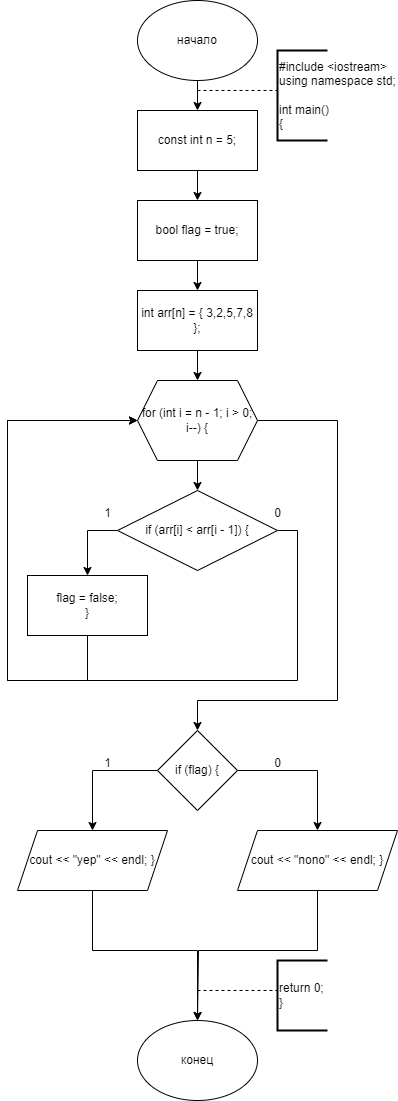 начало
#include <iostream>
using namespace std;
int main()
{
const int n = 5;
bool flag = true;
int arr[n] = { 3,2,5,7,8
};
for (int i = n - 1; i > 0;
i--) {
1
0
if (arr[i] < arr[i - 1]) {
flag = false;
}
if (flag) {
1
0
cout << "yep" << endl; }
cout << "nono" << endl; }
return 0;
}
конец